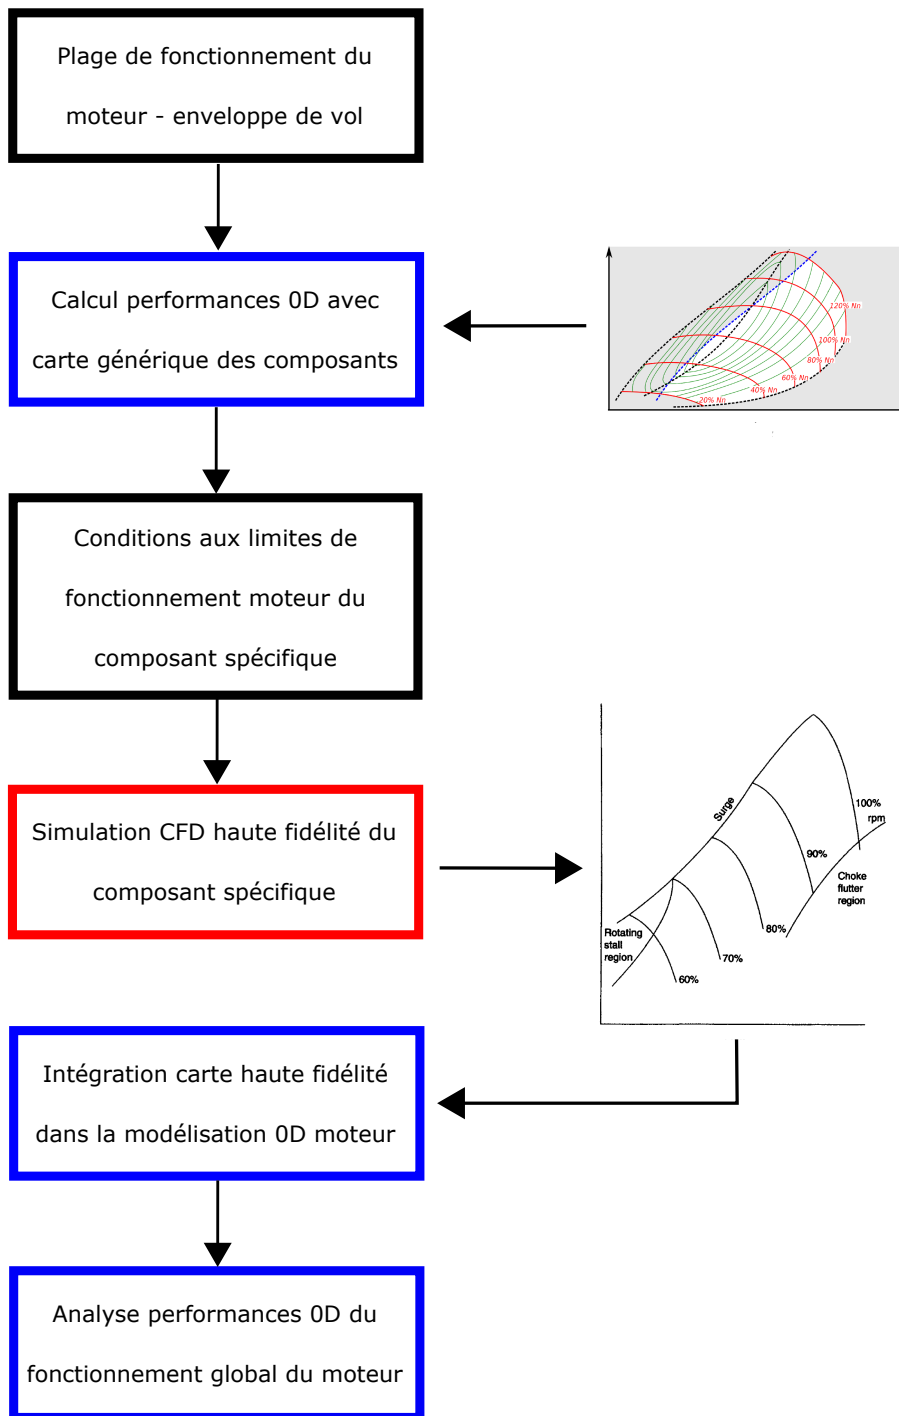 Plage de fonctionnement du
moteur - enveloppe de vol
Calcul performances 0D avec
carte générique des composants
120% Nn
100% Nn
80% Nn
60% Nn
40% Nn
20% Nn
Conditions aux limites de
fonctionnement moteur du
composant spécifique
Simulation CFD haute fidélité du
composant spécifique
Surge
100%
rpm
90%
Choke
flutter
region
80%
Rotating
stall
region
70%
60%
Intégration carte haute fidélité
dans la modélisation 0D moteur
Analyse performances 0D du
fonctionnement global du moteur